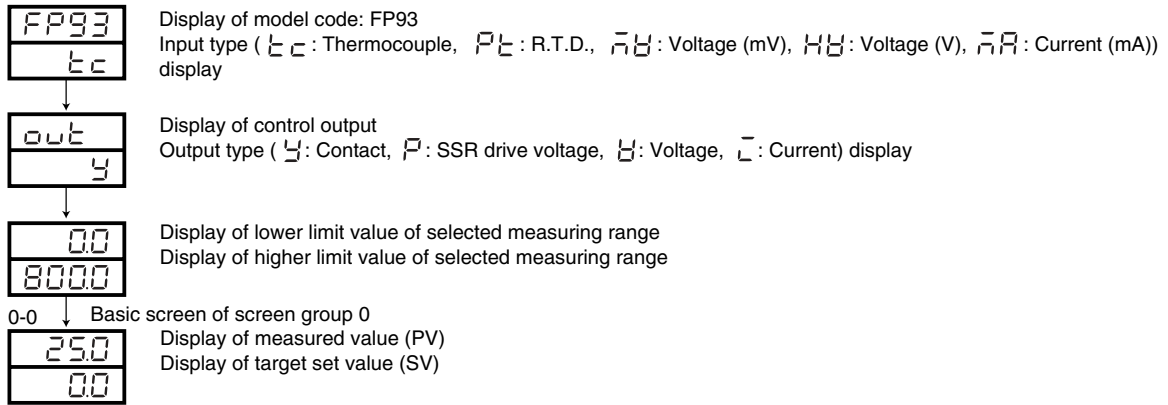 FP93
Display of model code: FP93
Input type ( tc : Thermocouple, Pt : R.T.D., mV : Voltage (mV), HV : Voltage (V), mA : Current (mA))
tc
display
out
Display of control output
Output type ( Y : Contact, P : SSR drive voltage, V : Voltage, I : Current) display
Y
0.0
Display of lower limit value of selected measuring range
800.0
Display of higher limit value of selected measuring range
0-0 Basic screen of screen group 0
25.0
Display of measured value (PV)
0.0
Display of target set value (SV)